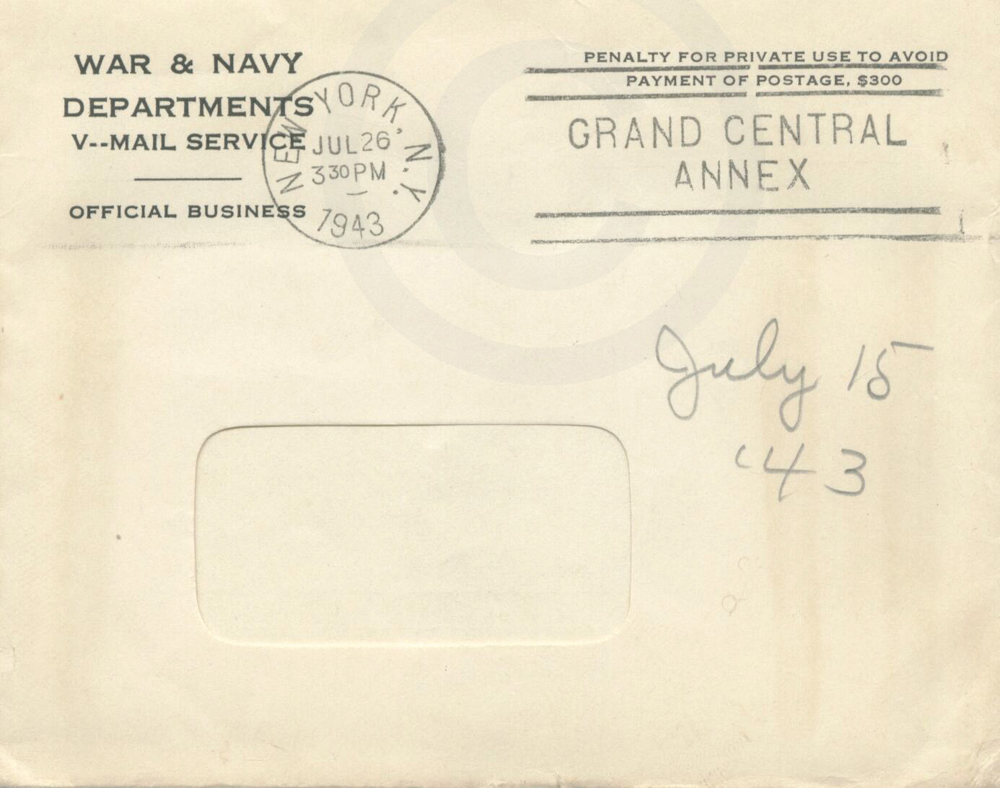 WAR & NAVY
DEPARTMENTS
V--MAIL SERVICE
OFFICIAL BUSINESS
NEW YORK, N.Y.
JUL 26
3 30 PM
1943
PENALTY FOR PRIVATE USE TO AVOID
PAYMENT OF POSTAGE, $300
GRAND CENTRAL
ANNEX
July 15
'43